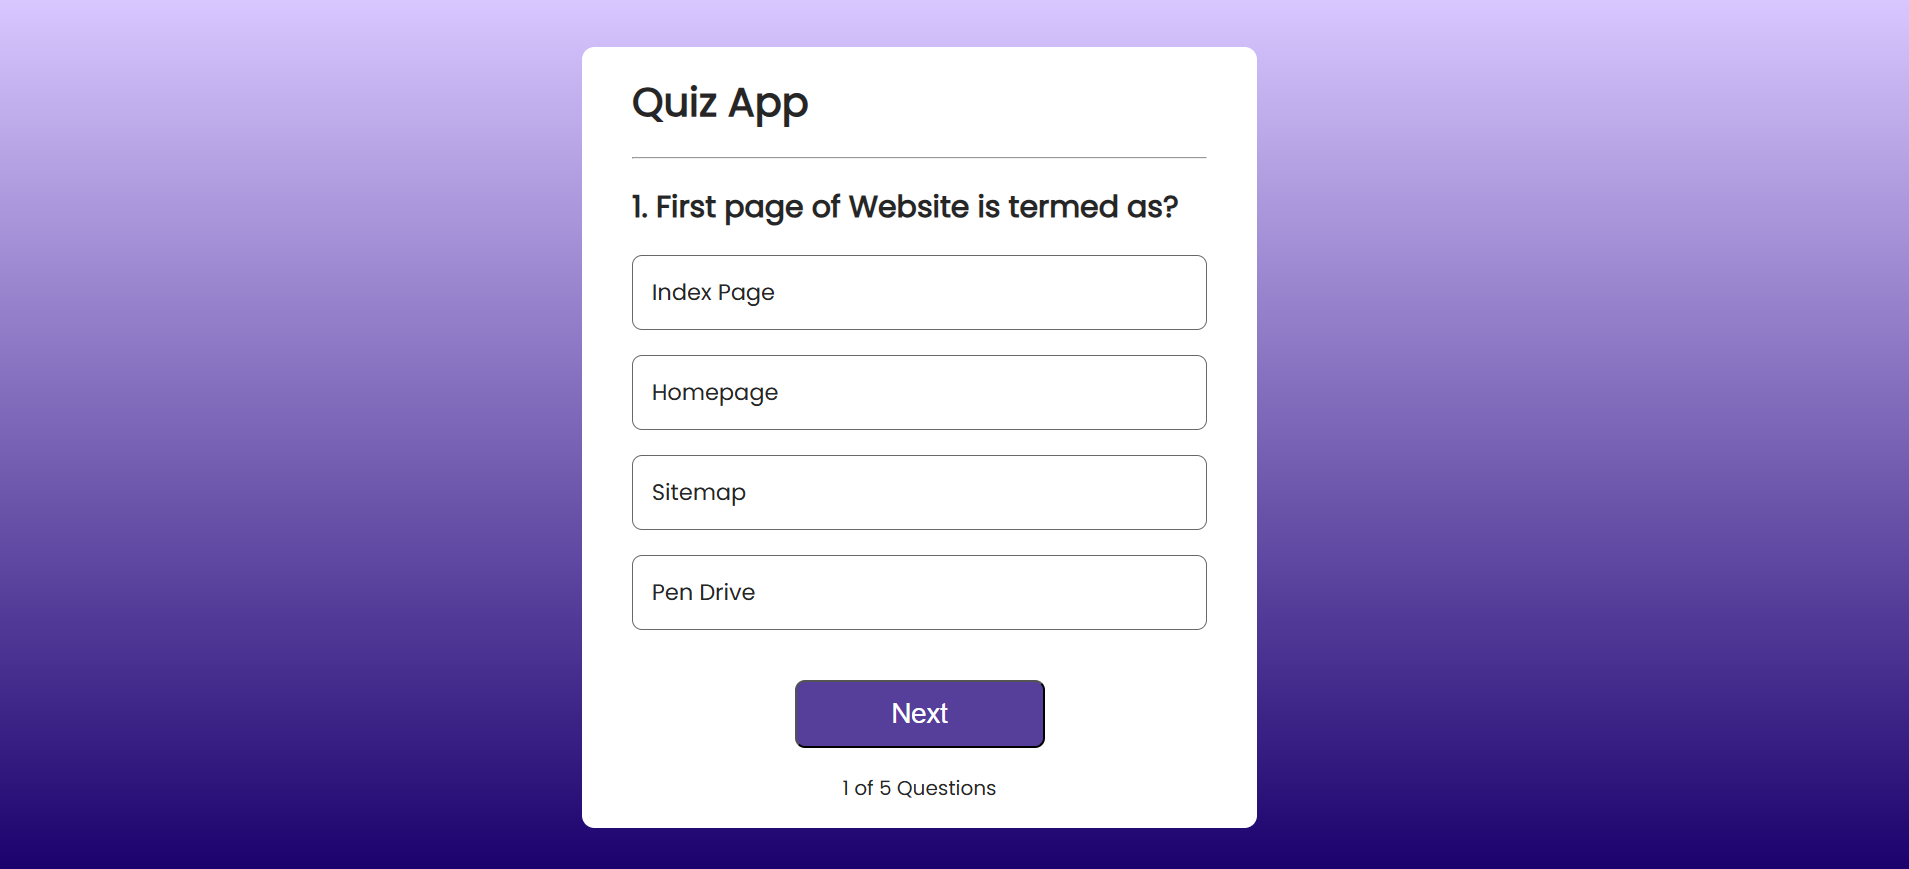 Quiz App
1. First page of Website is termed as?
Index Page
Homepage
Sitemap
Pen Drive
Next
1 of 5 Questions